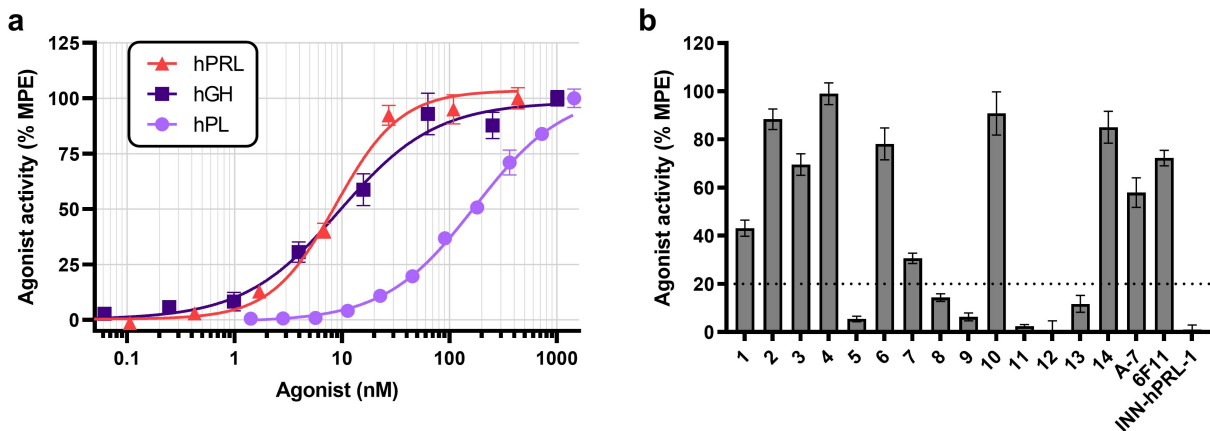 a
125
100
75
50
25
0
Agonist activity (% MPE)
hPRL
hGH
hPL
0.1 1 10 100 1000
Agonist (nM)
b
120
100
80
60
40
20
0
Agonist activity (% MPE)
1 2 3 4 5 6 7 8 9 10 11 12 13 14 A-7 6F11 INN-hPRL-1